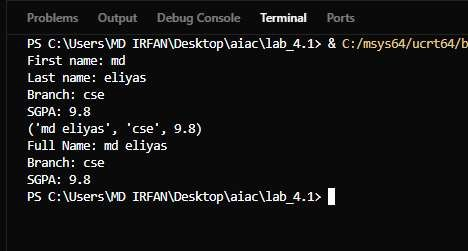 Problems Output Debug Console Terminal Ports
PS C:\Users\MD IRFAN\Desktop\aiac\lab_4.1> & C:/msys64/ucrt64/b
First name: md
Last name: eliyas
Branch: cse
SGPA: 9.8
('md eliyas', 'cse', 9.8)
Full Name: md eliyas
Branch: cse
SGPA: 9.8
PS C:\Users\MD IRFAN\Desktop\aiac\lab_4.1>